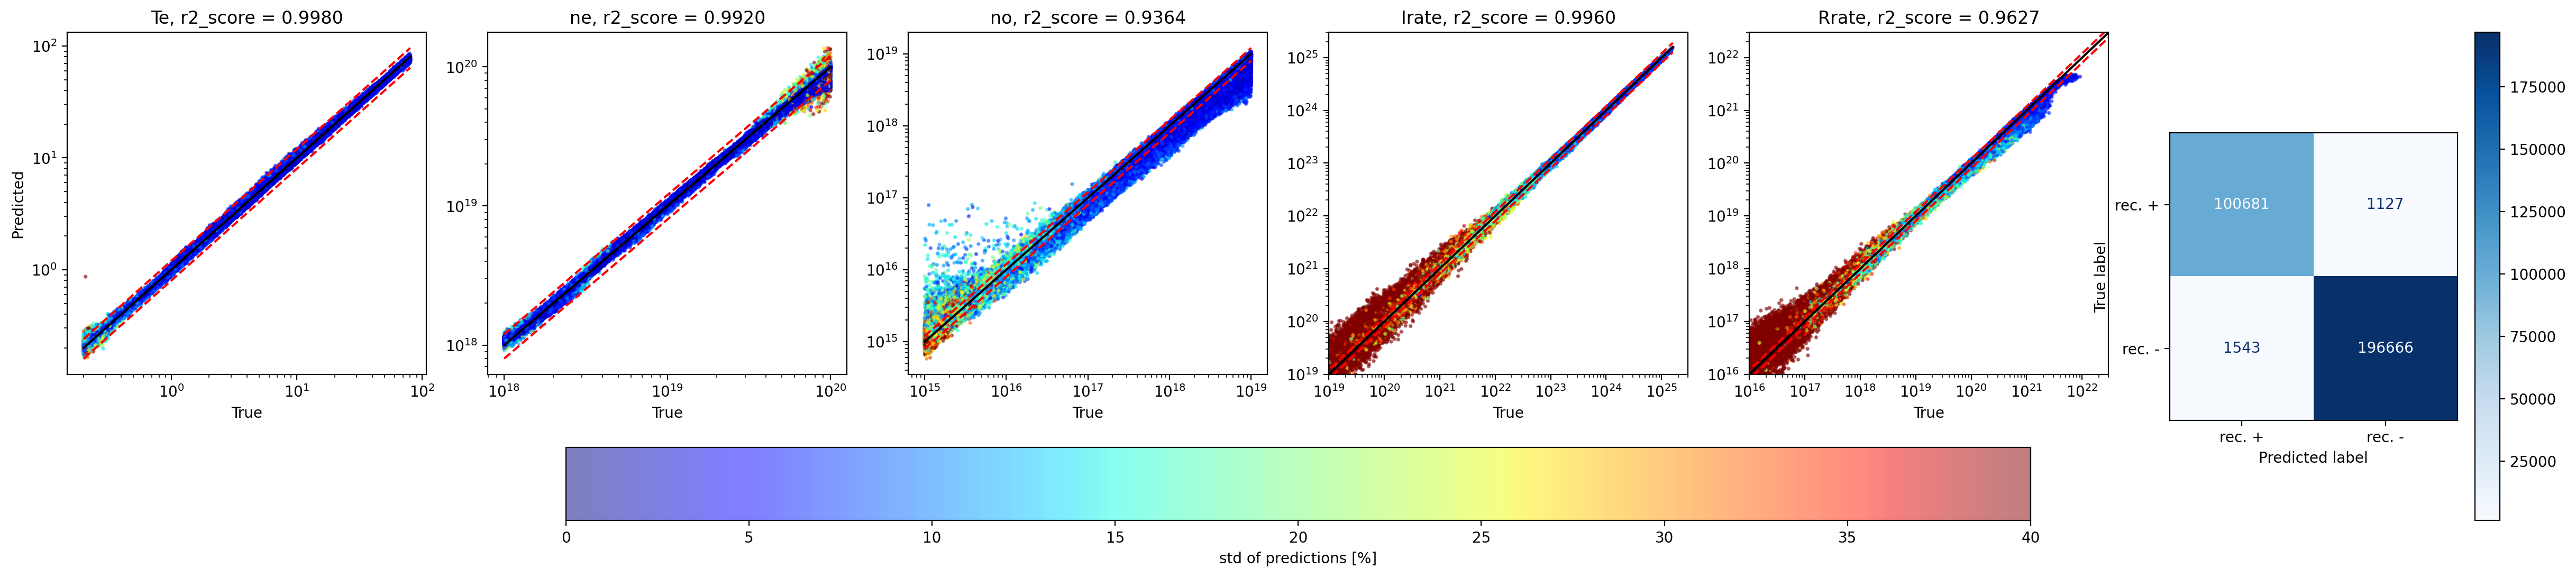 Te, r2_score = 0.9980
ne, r2_score = 0.9920
no, r2_score = 0.9364
Irate, r2_score = 0.9960
Rrate, r2_score = 0.9627
Predicted
10²
10¹
10⁰
10⁰ 10¹ 10²
True
10²⁰
10¹⁹
10¹⁸
10¹⁸ 10¹⁹ 10²⁰
True
10¹⁹
10¹⁸
10¹⁷
10¹⁶
10¹⁵
10¹⁵ 10¹⁶ 10¹⁷ 10¹⁸ 10¹⁹
True
10²⁵
10²⁴
10²³
10²²
10²¹
10²⁰
10¹⁹
10¹⁹ 10²⁰ 10²¹ 10²² 10²³ 10²⁴ 10²⁵
True
10²²
10²¹
10²⁰
10¹⁹
10¹⁸
10¹⁷
10¹⁶
10¹⁶ 10¹⁷ 10¹⁸ 10¹⁹ 10²⁰ 10²¹ 10²²
True
True label
rec. + 100681 1127
rec. - 1543 196666
rec. + rec. -
Predicted label
175000
150000
125000
100000
75000
50000
25000
0 5 10 15 20 25 30 35 40
std of predictions [%]